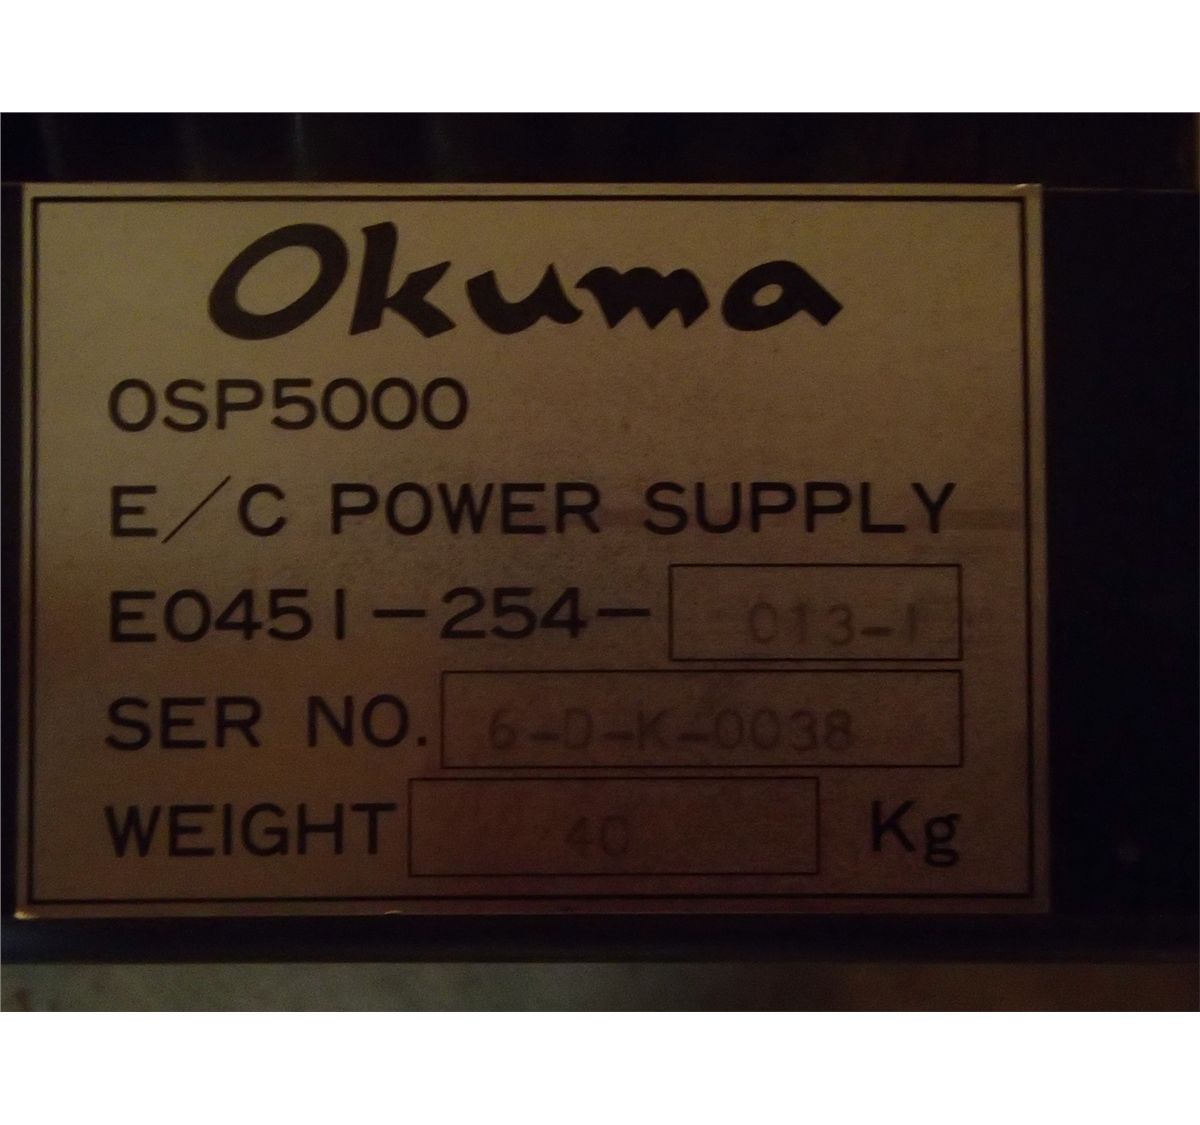 Okuma
OSP5000
E/C POWER SUPPLY
E0451-254-013-1
SER NO. 6-D-K-0038
WEIGHT 40 Kg